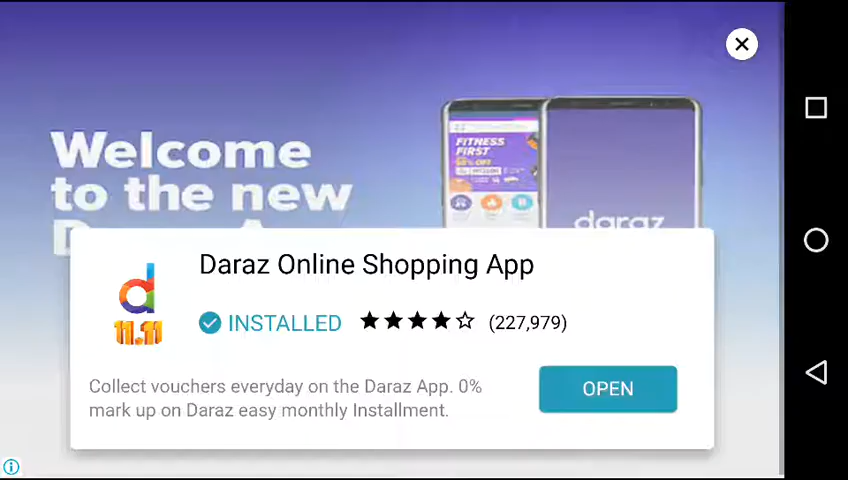 Welcome
to the new
FITNESS
FIRST
daraz
Daraz Online Shopping App
INSTALLED
(227,979)
d
11.11
Collect vouchers everyday on the Daraz App. 0%
mark up on Daraz easy monthly Installment.
OPEN